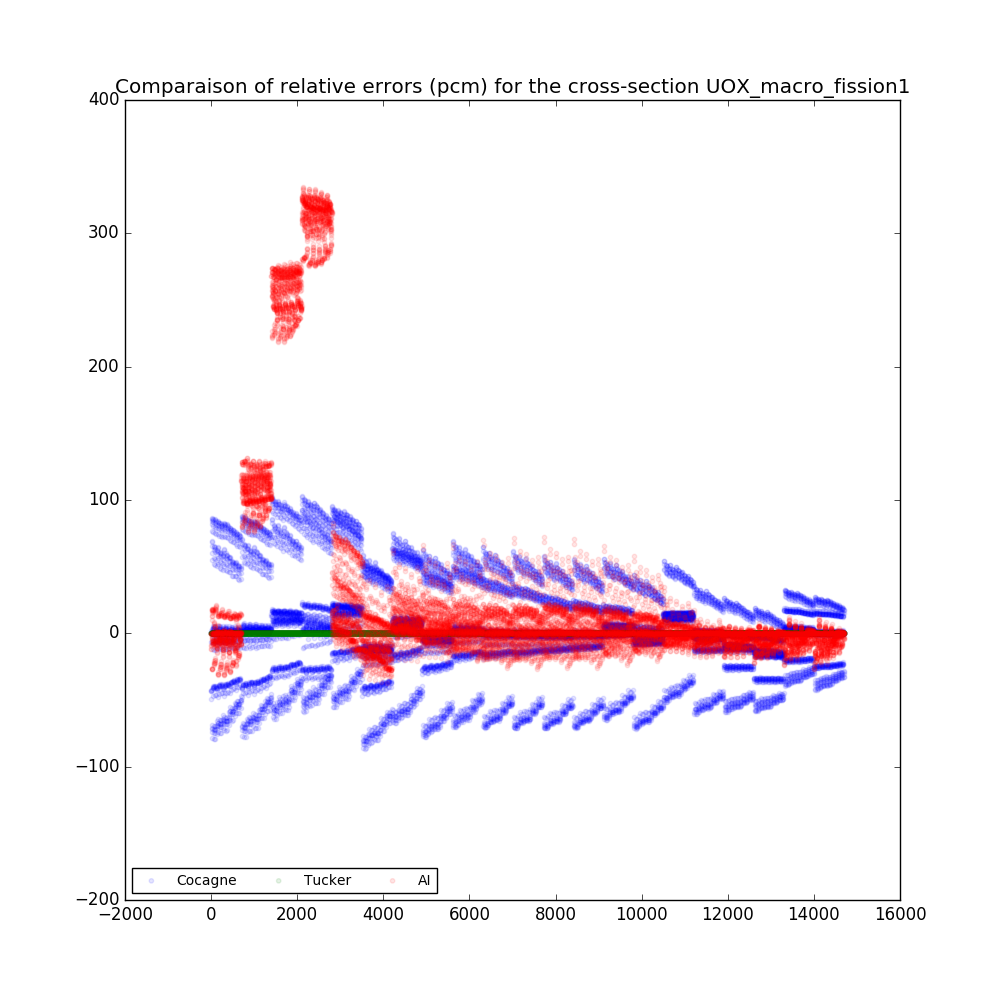 Comparaison of relative errors (pcm) for the cross-section UOX_macro_fission1
400
300
200
100
0
−100
−200
Cocagne Tucker AI
−2000 0 2000 4000 6000 8000 10000 12000 14000 16000